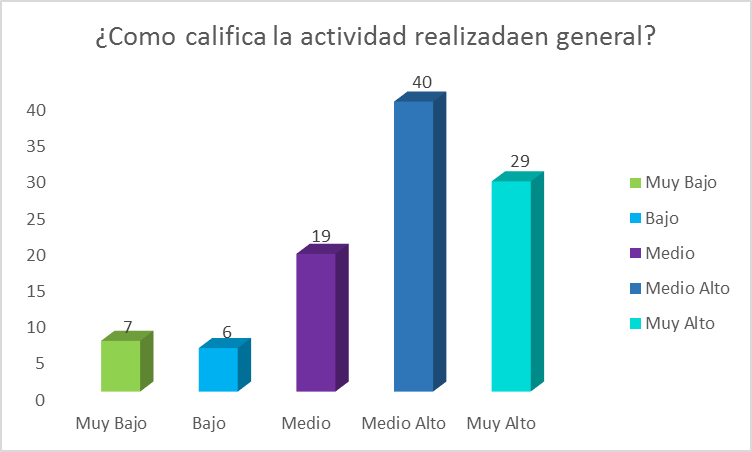 ¿Como califica la actividad realizadaen general?
40
35
30
25
20
15
10
5
0
7
6
19
40
29
Muy Bajo
Bajo
Medio
Medio Alto
Muy Alto
Muy Bajo
Bajo
Medio
Medio Alto
Muy Alto